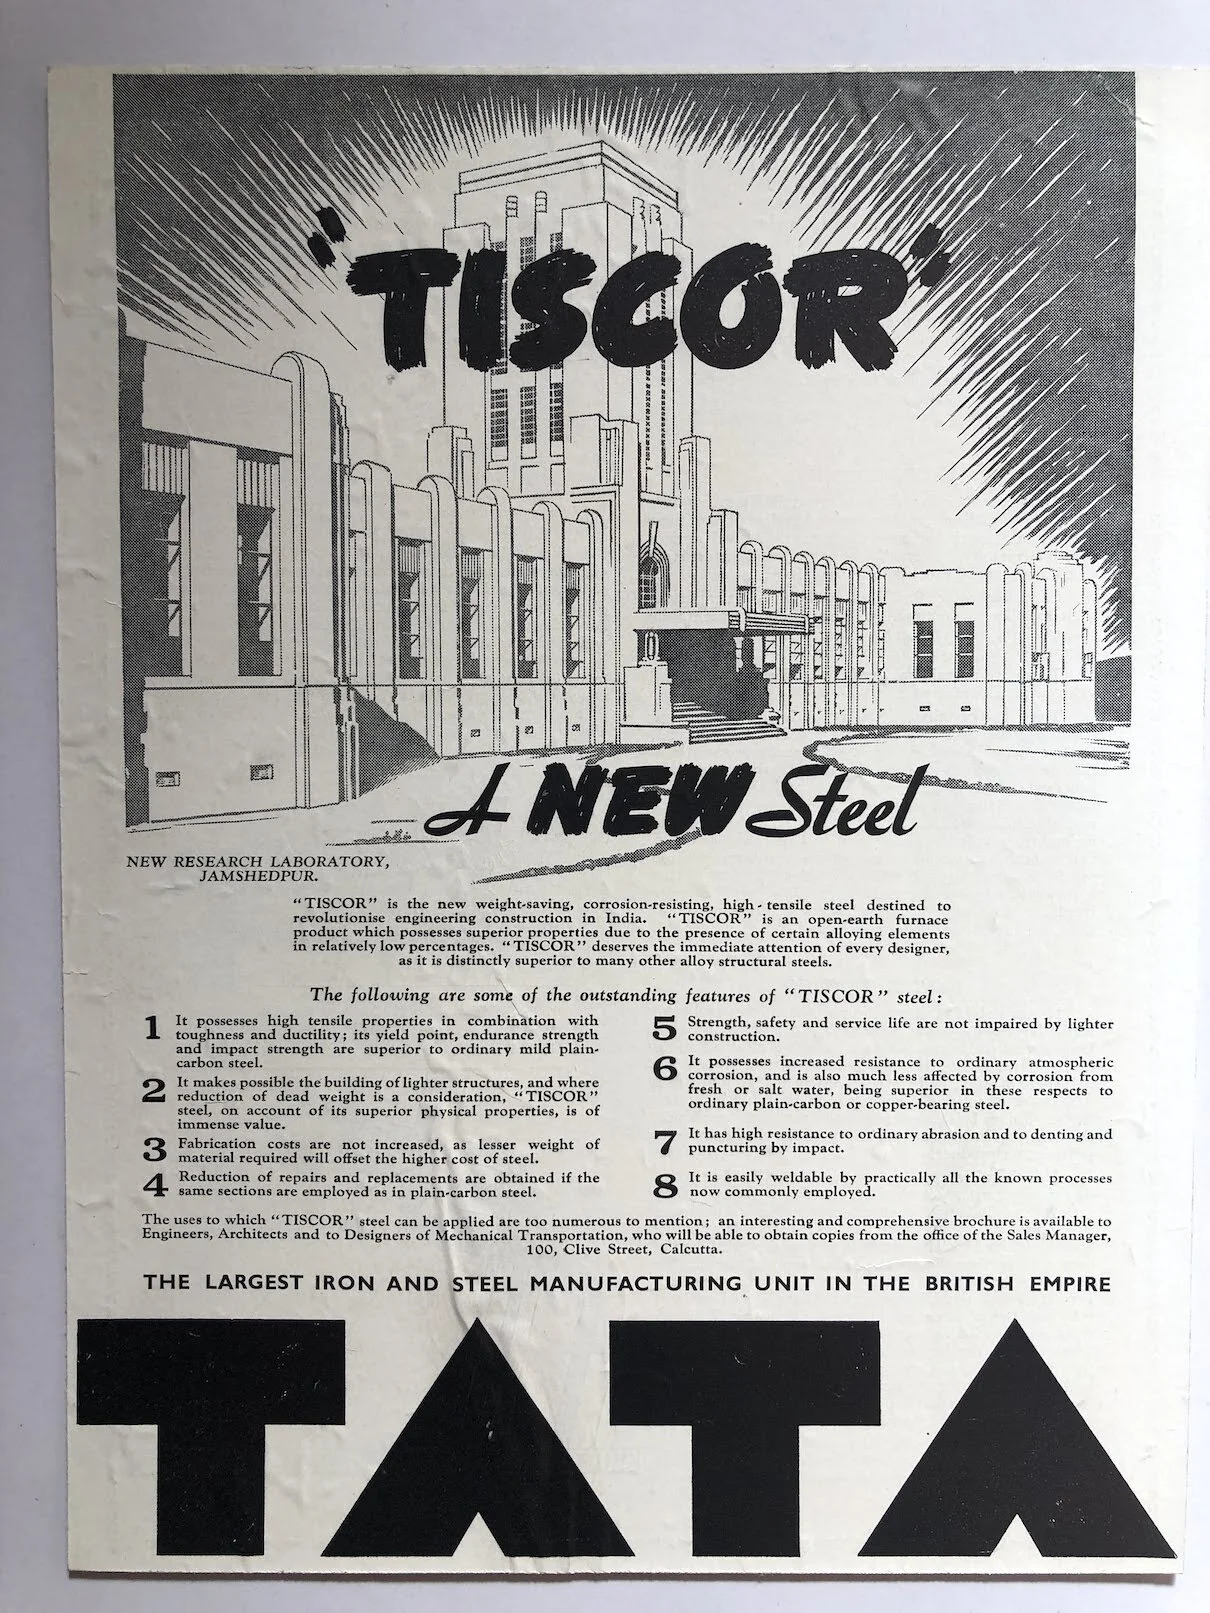 "TISCOR"
A NEW Steel
NEW RESEARCH LABORATORY,
JAMSHEDPUR.
"TISCOR" is the new weight-saving, corrosion-resisting, high-tensile steel destined to
revolutionise engineering construction in India. "TISCOR" is an open-earth furnace
product which possesses superior properties due to the presence of certain alloying elements
in relatively low percentages. "TISCOR" deserves the immediate attention of every designer,
as it is distinctly superior to many other alloy structural steels.
The following are some of the outstanding features of "TISCOR" steel:
1 It possesses high tensile properties in combination with
toughness and ductility; its yield point, endurance strength
and impact strength are superior to ordinary mild plain-
carbon steel.
2 It makes possible the building of lighter structures, and where
reduction of dead weight is a consideration, "TISCOR"
steel, on account of its superior physical properties, is of
immense value.
3 Fabrication costs are not increased, as lesser weight of
material required will offset the higher cost of steel.
4 Reduction of repairs and replacements are obtained if the
same sections are employed as in plain-carbon steel.
5 Strength, safety and service life are not impaired by lighter
construction.
6 It possesses increased resistance to ordinary atmospheric
corrosion, and is also much less affected by corrosion from
fresh or salt water, being superior in these respects to
ordinary plain-carbon or copper-bearing steel.
7 It has high resistance to ordinary abrasion and to denting and
puncturing by impact.
8 It is easily weldable by practically all the known processes
now commonly employed.
The uses to which "TISCOR" steel can be applied are too numerous to mention; an interesting and comprehensive brochure is available to
Engineers, Architects and to Designers of Mechanical Transportation, who will be able to obtain copies from the office of the Sales Manager,
100, Clive Street, Calcutta.
THE LARGEST IRON AND STEEL MANUFACTURING UNIT IN THE BRITISH EMPIRE
TATA